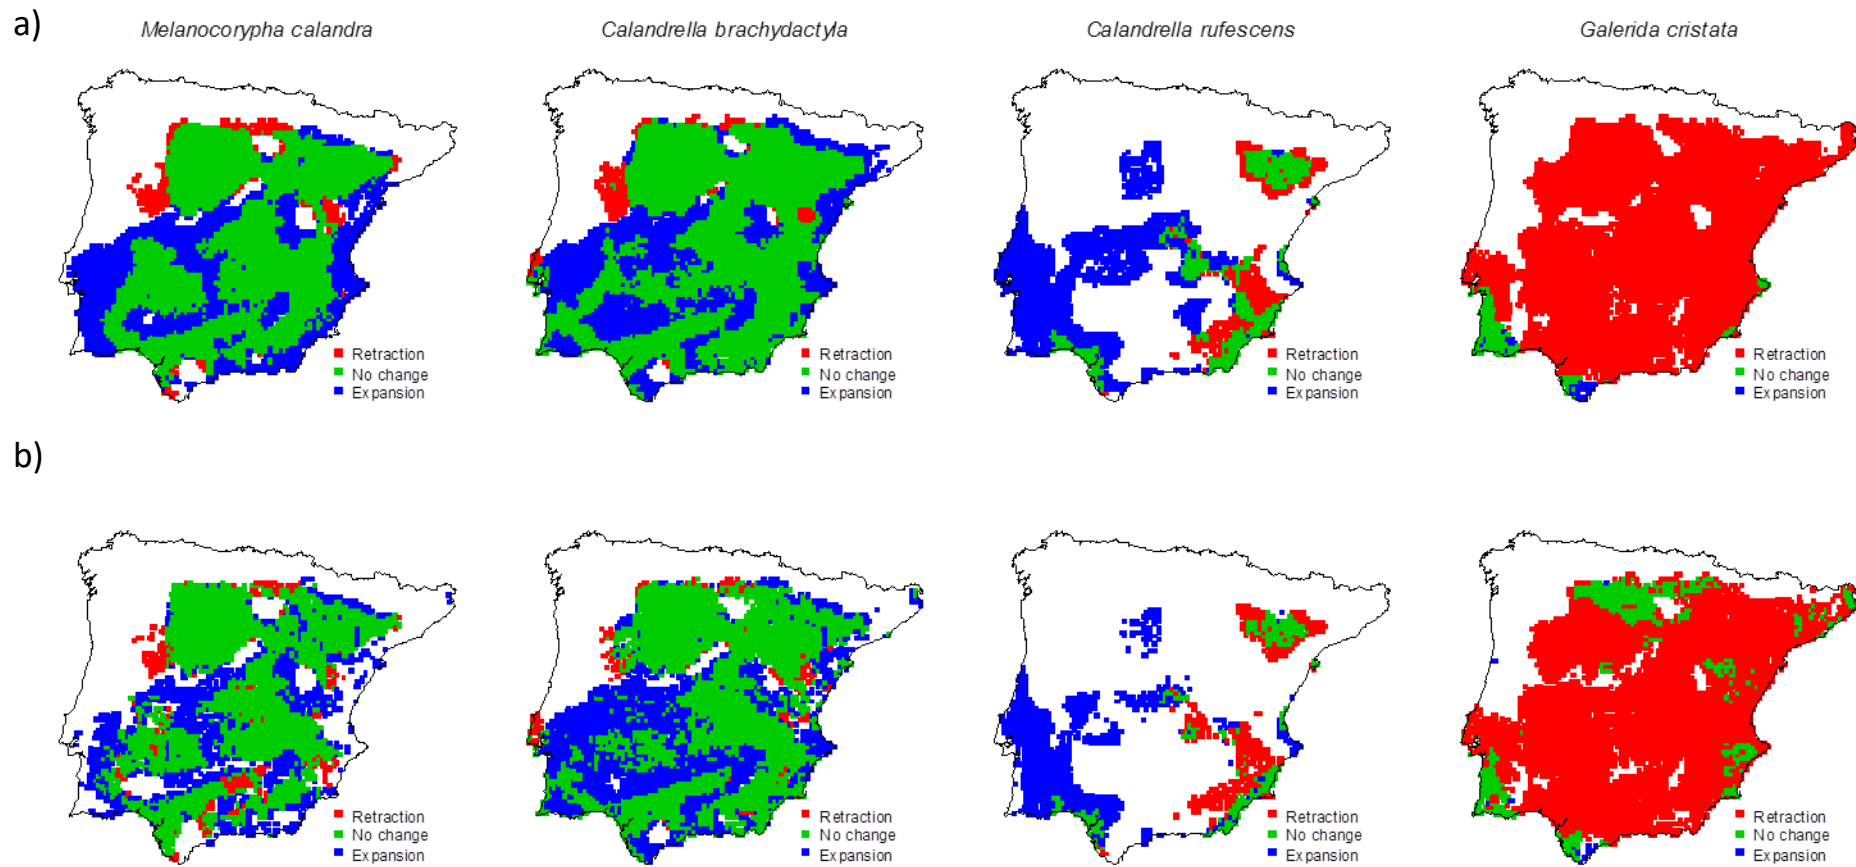 a)
Melanocorypha calandra
Calandrella brachydactyla
Calandrella rufescens
Galerida cristata
Retraction
No change
Expansion
Retraction
No change
Expansion
Retraction
No change
Expansion
Retraction
No change
Expansion
b)
Retraction
No change
Expansion
Retraction
No change
Expansion
Retraction
No change
Expansion
Retraction
No change
Expansion